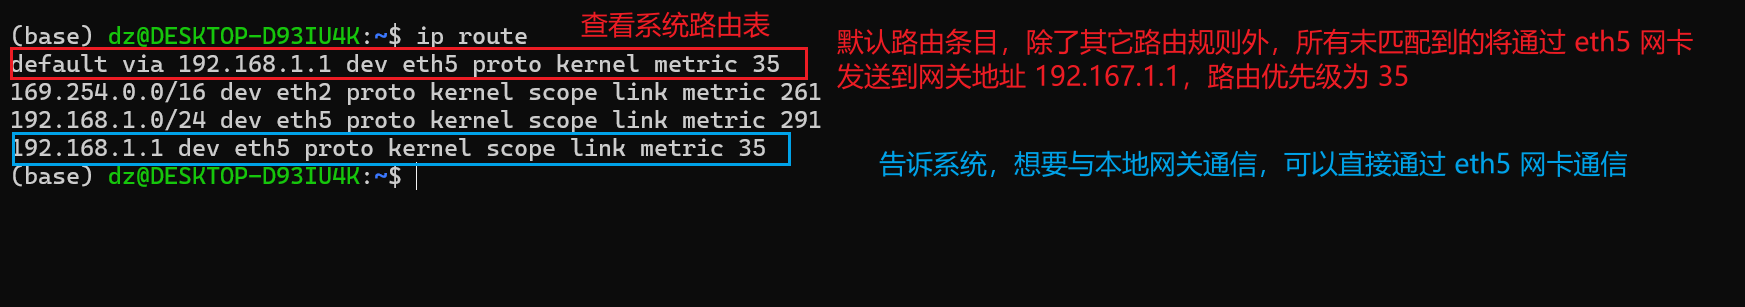 查看系统路由表
(base) dz@DESKTOP-D93IU4K:~$ ip route
default via 192.168.1.1 dev eth5 proto kernel metric 35
169.254.0.0/16 dev eth2 proto kernel scope link metric 261
192.168.1.0/24 dev eth5 proto kernel scope link metric 291
192.168.1.1 dev eth5 proto kernel scope link metric 35
(base) dz@DESKTOP-D93IU4K:~$
默认路由条目，除了其它路由规则外，所有未匹配到的将通过 eth5 网卡
发送到网关地址 192.167.1.1，路由优先级为 35
告诉系统，想要与本地网关通信，可以直接通过 eth5 网卡通信